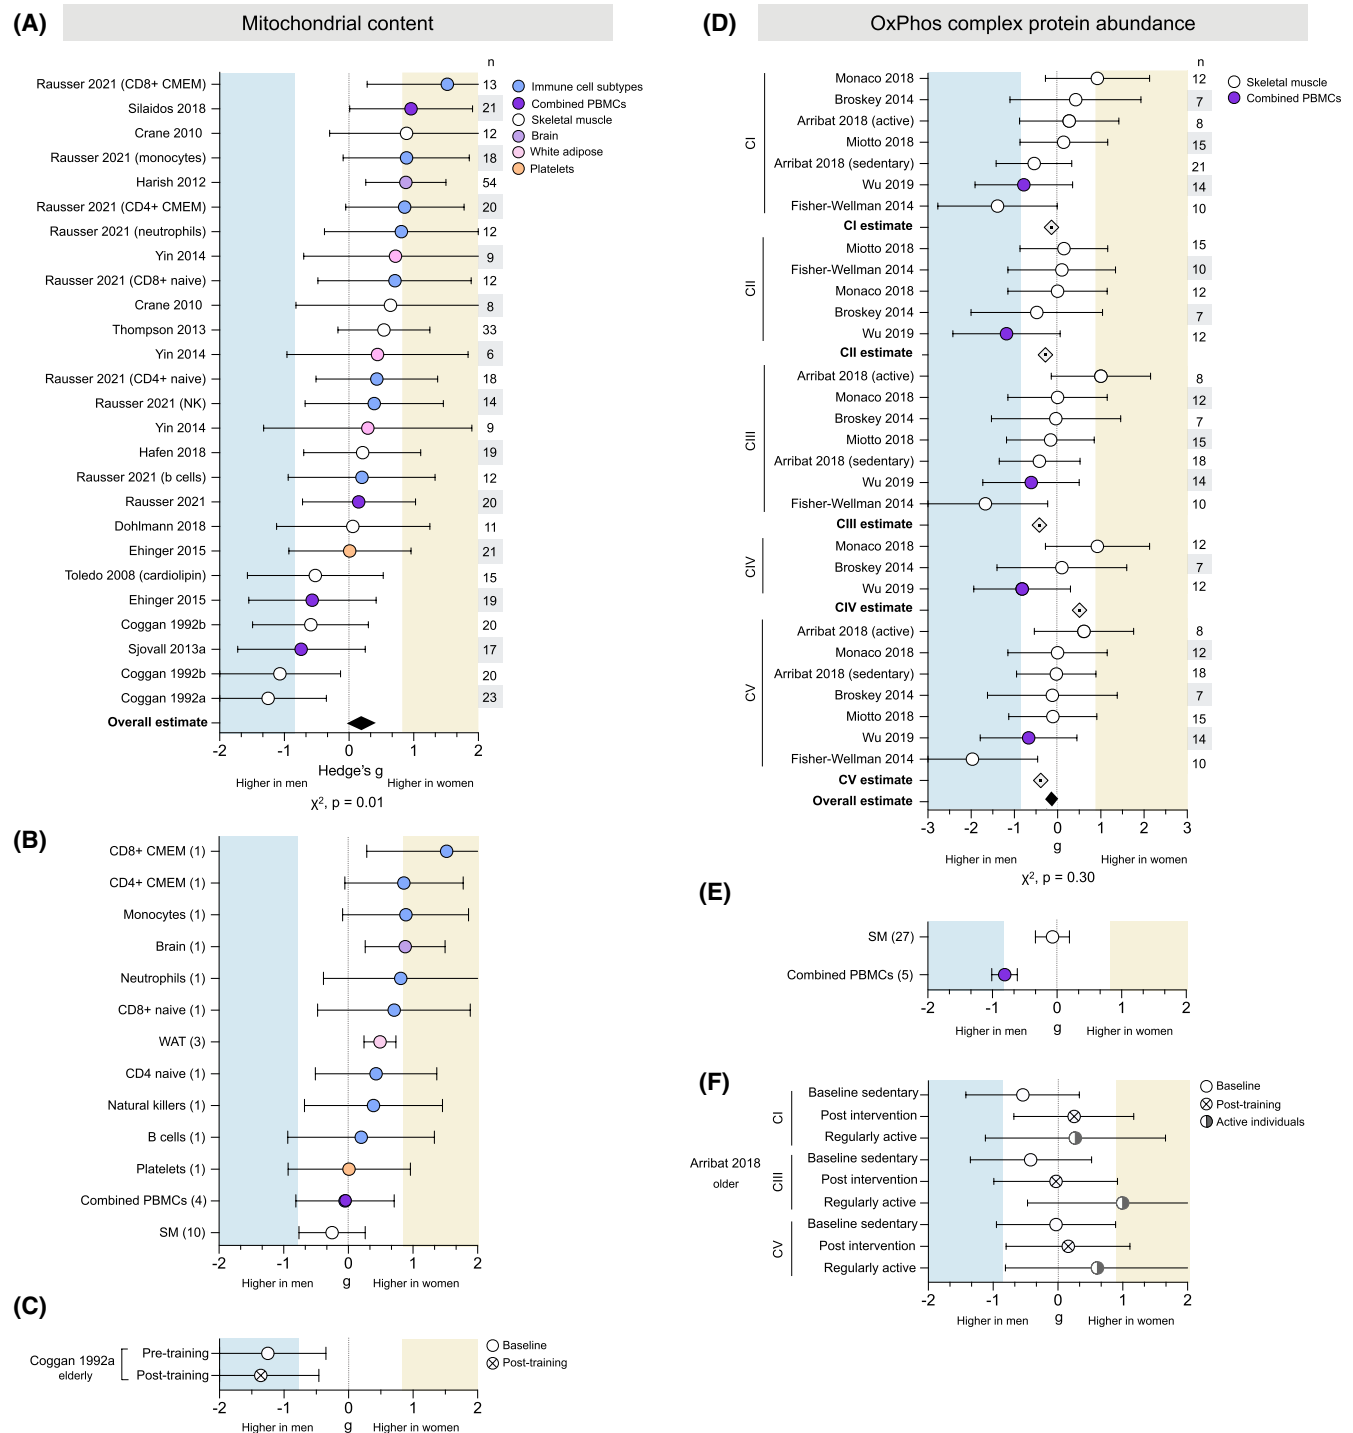 (A)
Mitochondrial content
n
Rausser 2021 (CD8+ CMEM) 13
Silaidos 2018 21
Crane 2010 12
Rausser 2021 (monocytes) 18
Harish 2012 54
Rausser 2021 (CD4+ CMEM) 20
Rausser 2021 (neutrophils) 12
Yin 2014 9
Rausser 2021 (CD8+ naive) 12
Crane 2010 8
Thompson 2013 33
Yin 2014 6
Rausser 2021 (CD4+ naive) 18
Rausser 2021 (NK) 14
Yin 2014 9
Hafen 2018 19
Rausser 2021 (b cells) 12
Rausser 2021 20
Dohlmann 2018 11
Ehinger 2015 21
Toledo 2008 (cardiolipin) 15
Ehinger 2015 19
Coggan 1992b 20
Sjovall 2013a 17
Coggan 1992b 20
Coggan 1992a 23
Overall estimate
-2 -1 0 1 2
Hedge's g
Higher in men Higher in women
χ², p = 0.01
Immune cell subtypes
Combined PBMCs
Skeletal muscle
Brain
White adipose
Platelets
(B)
CD8+ CMEM (1)
CD4+ CMEM (1)
Monocytes (1)
Brain (1)
Neutrophils (1)
CD8+ naive (1)
WAT (3)
CD4 naive (1)
Natural killers (1)
B cells (1)
Platelets (1)
Combined PBMCs (4)
SM (10)
-2 -1 0 1 2
Higher in men g Higher in women
(C)
Coggan 1992a
elderly
Pre-training
Post-training
-2 -1 0 1 2
Higher in men g Higher in women
Baseline
Post-training
(D)
OxPhos complex protein abundance
n
CI
Monaco 2018 12
Broskey 2014 7
Arribat 2018 (active) 8
Miotto 2018 15
Arribat 2018 (sedentary) 21
Wu 2019 14
Fisher-Wellman 2014 10
CI estimate
CII
Miotto 2018 15
Fisher-Wellman 2014 10
Monaco 2018 12
Broskey 2014 7
Wu 2019 12
CII estimate
CIII
Arribat 2018 (active) 8
Monaco 2018 12
Broskey 2014 7
Miotto 2018 15
Arribat 2018 (sedentary) 18
Wu 2019 14
Fisher-Wellman 2014 10
CIII estimate
CIV
Monaco 2018 12
Broskey 2014 7
Wu 2019 12
CIV estimate
CV
Arribat 2018 (active) 8
Monaco 2018 12
Arribat 2018 (sedentary) 18
Broskey 2014 7
Miotto 2018 15
Wu 2019 14
Fisher-Wellman 2014 10
CV estimate
Overall estimate
-3 -2 -1 0 1 2 3
g
Higher in men Higher in women
χ², p = 0.30
Skeletal muscle
Combined PBMCs
(E)
SM (27)
Combined PBMCs (5)
-2 -1 0 1 2
Higher in men g Higher in women
(F)
Arribat 2018
older
CI
Baseline sedentary
Post intervention
Regularly active
CIII
Baseline sedentary
Post intervention
Regularly active
CV
Baseline sedentary
Post intervention
Regularly active
-2 -1 0 1 2
Higher in men g Higher in women
Baseline
Post-training
Active individuals